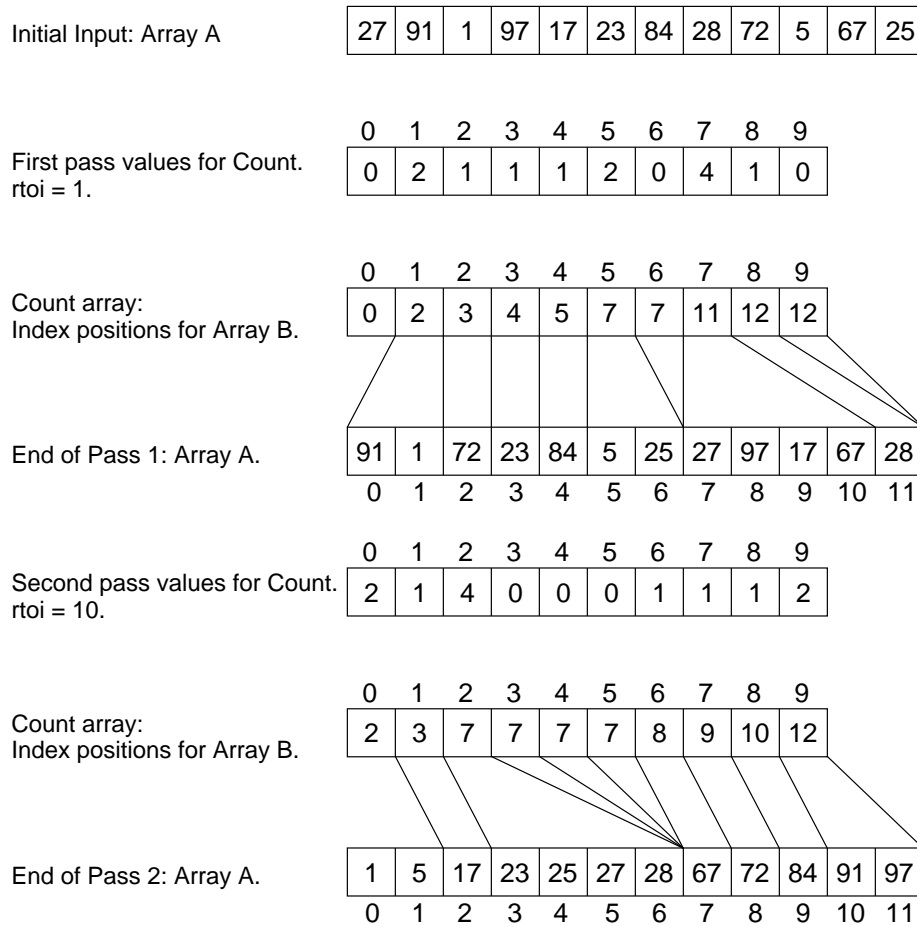 Initial Input: Array A
27 91 1 97 17 23 84 28 72 5 67 25
0 1 2 3 4 5 6 7 8 9
First pass values for Count.
rtoi = 1.
0 2 1 1 1 2 0 4 1 0
0 1 2 3 4 5 6 7 8 9
Count array:
Index positions for Array B.
0 2 3 4 5 7 7 11 12 12
End of Pass 1: Array A.
91 1 72 23 84 5 25 27 97 17 67 28
0 1 2 3 4 5 6 7 8 9 10 11
0 1 2 3 4 5 6 7 8 9
Second pass values for Count.
rtoi = 10.
2 1 4 0 0 0 1 1 1 2
0 1 2 3 4 5 6 7 8 9
Count array:
Index positions for Array B.
2 3 7 7 7 7 8 9 10 12
End of Pass 2: Array A.
1 5 17 23 25 27 28 67 72 84 91 97
0 1 2 3 4 5 6 7 8 9 10 11